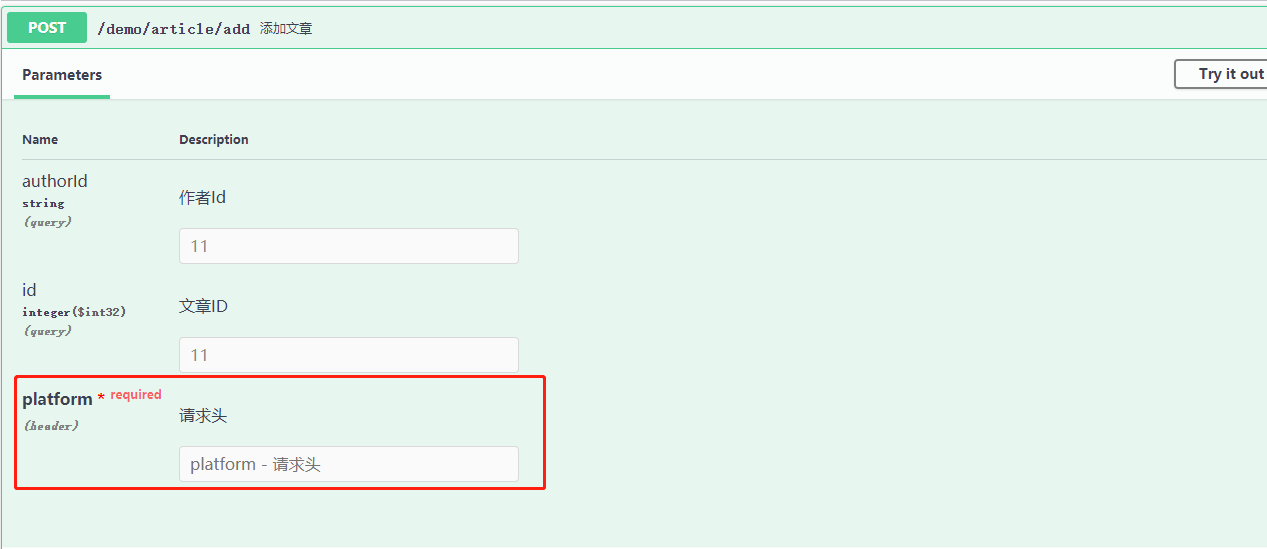 POST /demo/article/add 添加文章
Parameters Try it out
Name Description
authorId
string
(query)
作者Id
11
id
integer($int32)
(query)
文章ID
11
platform * required
(header)
请求头
platform - 请求头